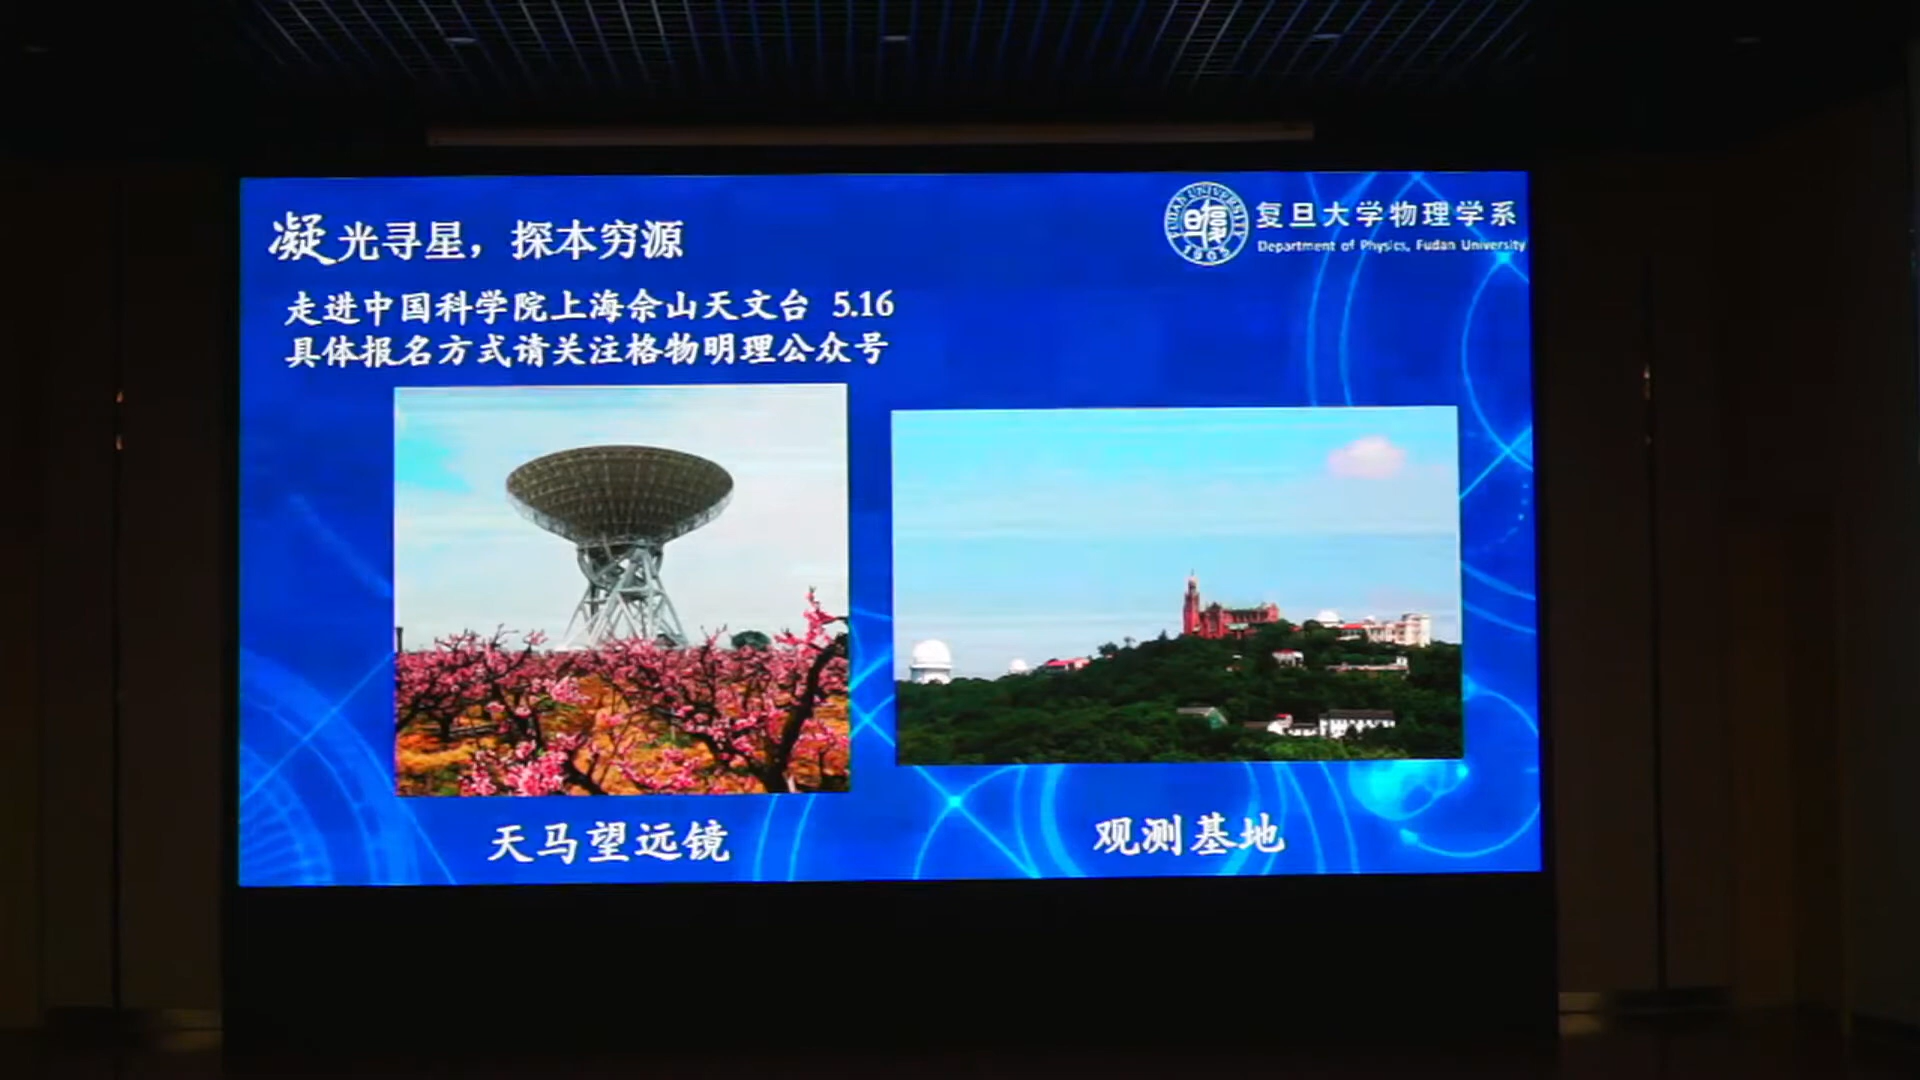 凝光寻星，探本穷源
复旦大学物理学系
Department of Physics, Fudan University
FUDAN UNIVERSITY
1905
走进中国科学院上海佘山天文台 5.16
具体报名方式请关注格物明理公众号
天马望远镜
观测基地